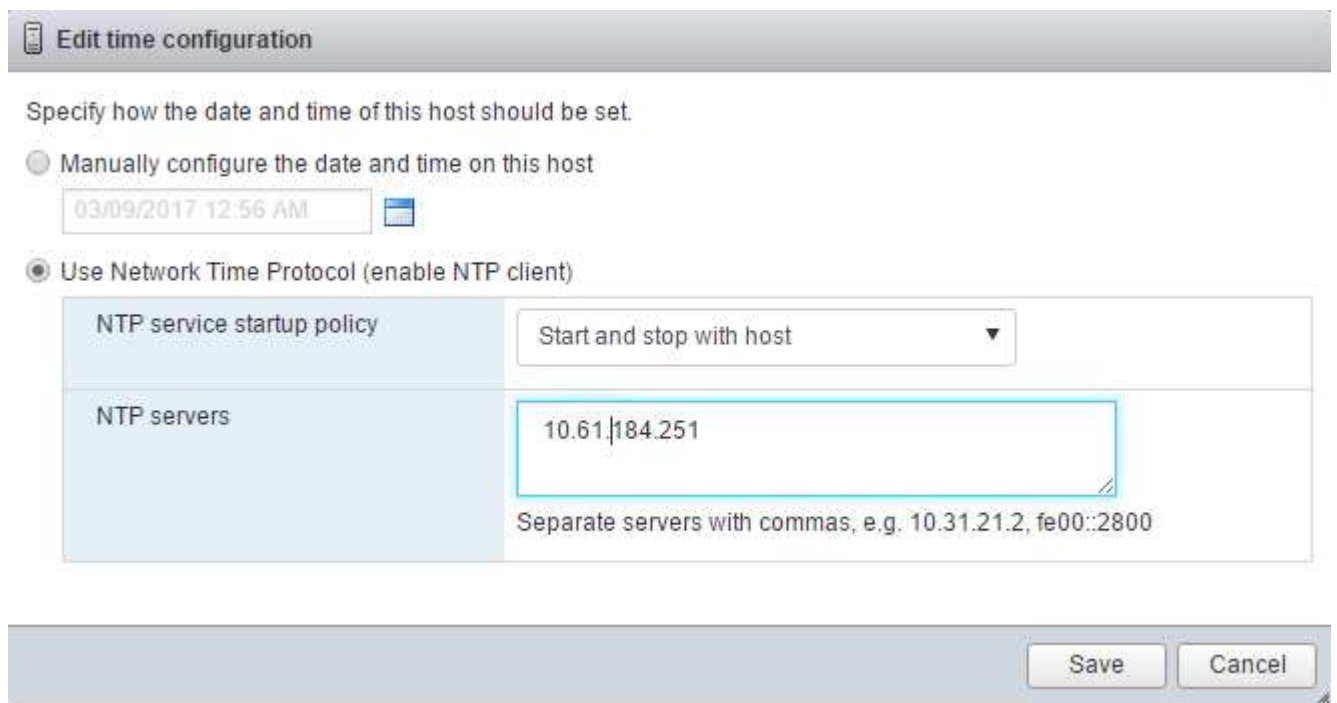 Edit time configuration
Specify how the date and time of this host should be set.
Manually configure the date and time on this host
03/09/2017 12:56 AM
Use Network Time Protocol (enable NTP client)
NTP service startup policy
Start and stop with host
NTP servers
10.61.184.251
Separate servers with commas, e.g. 10.31.21.2, fe00::2800
Save
Cancel